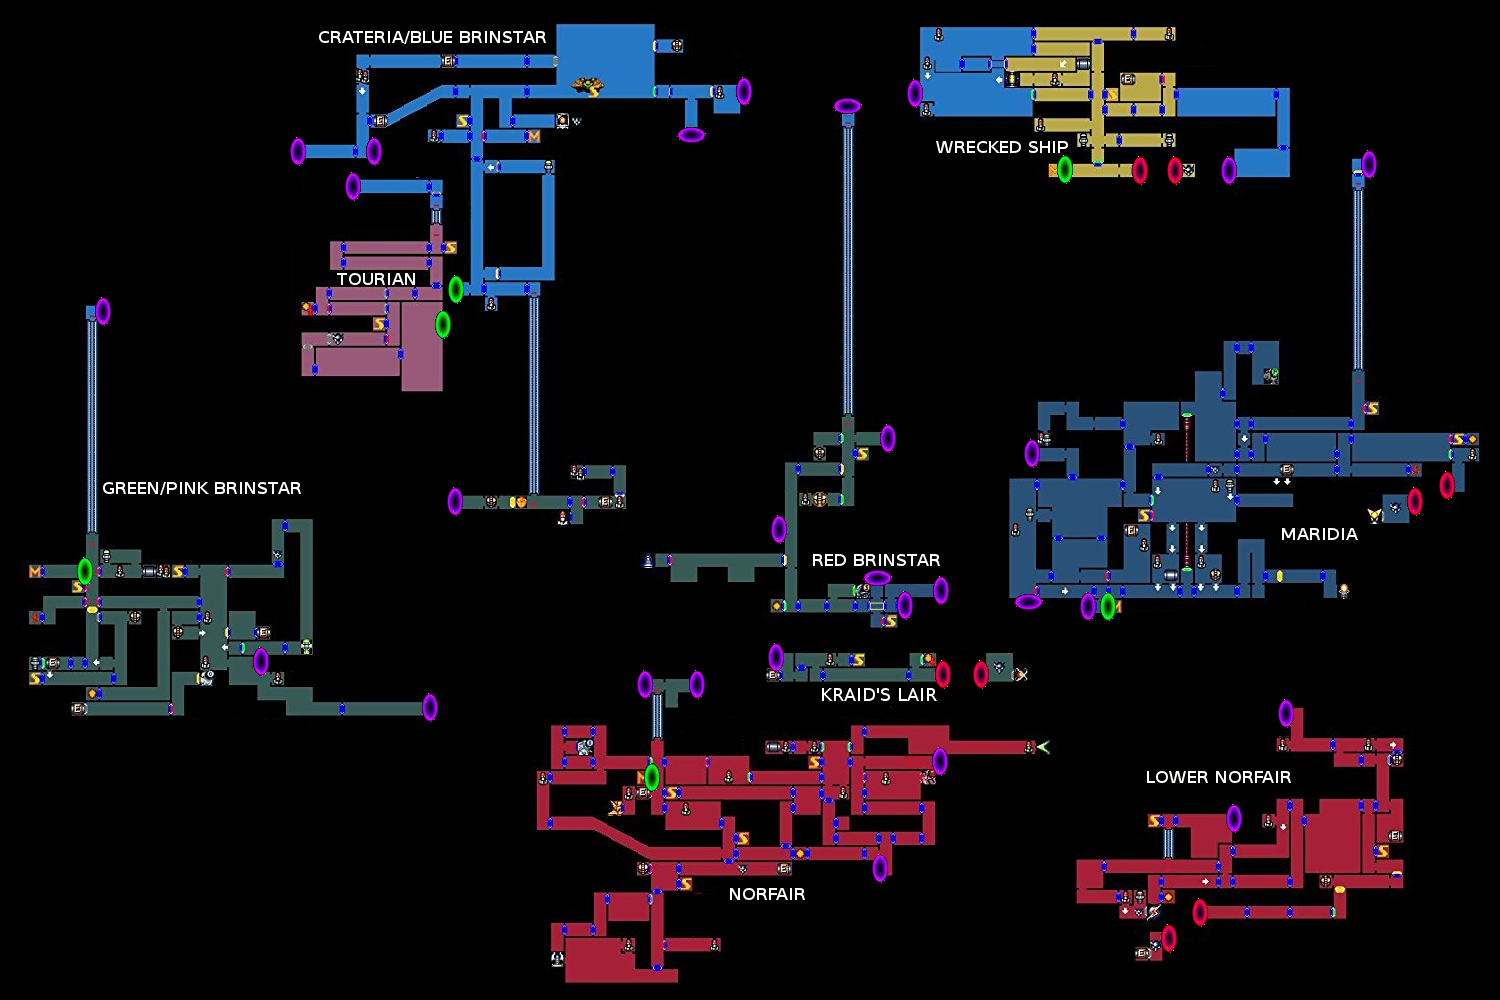 CRATERIA/BLUE BRINSTAR
WRECKED SHIP
TOURIAN
GREEN/PINK BRINSTAR
MARIDIA
RED BRINSTAR
KRAID'S LAIR
LOWER NORFAIR
NORFAIR